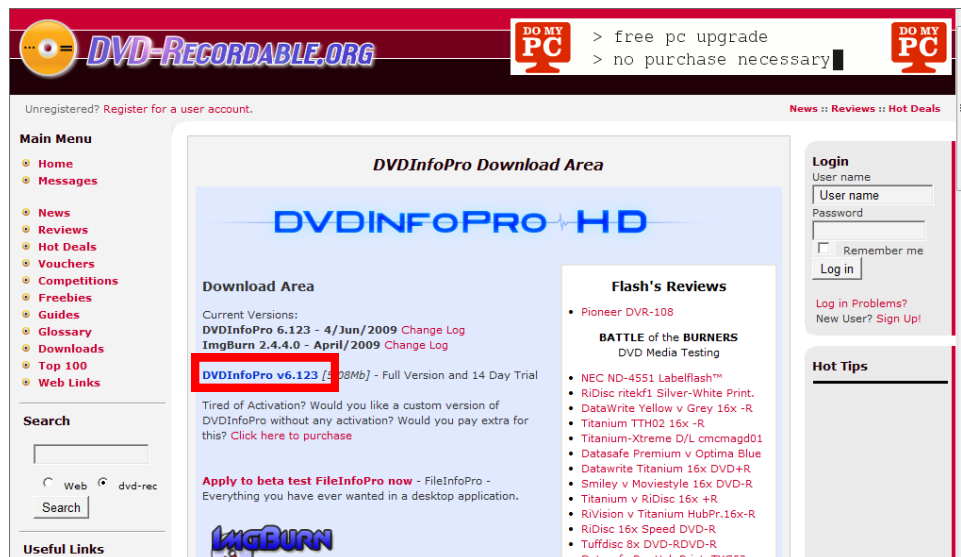 DVD-RECORDABLE.ORG
DO MY
PC
> free pc upgrade
> no purchase necessary
DO MY
PC
Unregistered? Register for a user account.
News :: Reviews :: Hot Deals
Main Menu
Home
Messages
News
Reviews
Hot Deals
Vouchers
Competitions
Freebies
Guides
Glossary
Downloads
Top 100
Web Links
Search
Web dvd-rec
Search
Useful Links
DVDInfoPro Download Area
DVDINFOPRO HD
Download Area
Current Versions:
DVDInfoPro 6.123 - 4/Jun/2009 Change Log
ImgBurn 2.4.4.0 - April/2009 Change Log
DVDInfoPro v6.123 [5.08Mb] - Full Version and 14 Day Trial
Tired of Activation? Would you like a custom version of
DVDInfoPro without any activation? Would you pay extra for
this? Click here to purchase
Apply to beta test FileInfoPro now - FileInfoPro -
Everything you have ever wanted in a desktop application.
IMGBURN
Flash's Reviews
Pioneer DVR-108
BATTLE of the BURNERS
DVD Media Testing
NEC ND-4551 Labelflash™
RiDisc ritekf1 Silver-White Print.
DataWrite Yellow v Grey 16x -R
Titanium TTH02 16x -R
Titanium-Xtreme D/L cmcmagd01
Datasafe Premium v Optima Blue
Datawrite Titanium 16x DVD+R
Smiley v Moviestyle 16x DVD-R
Titanium v RiDisc 16x +R
RiVision v Titanium HubPr.16x-R
RiDisc 16x Speed DVD-R
Tuffdisc 8x DVD-RDVD-R
Login
User name
User name
Password
Remember me
Log in
Log in Problems?
New User? Sign Up!
Hot Tips